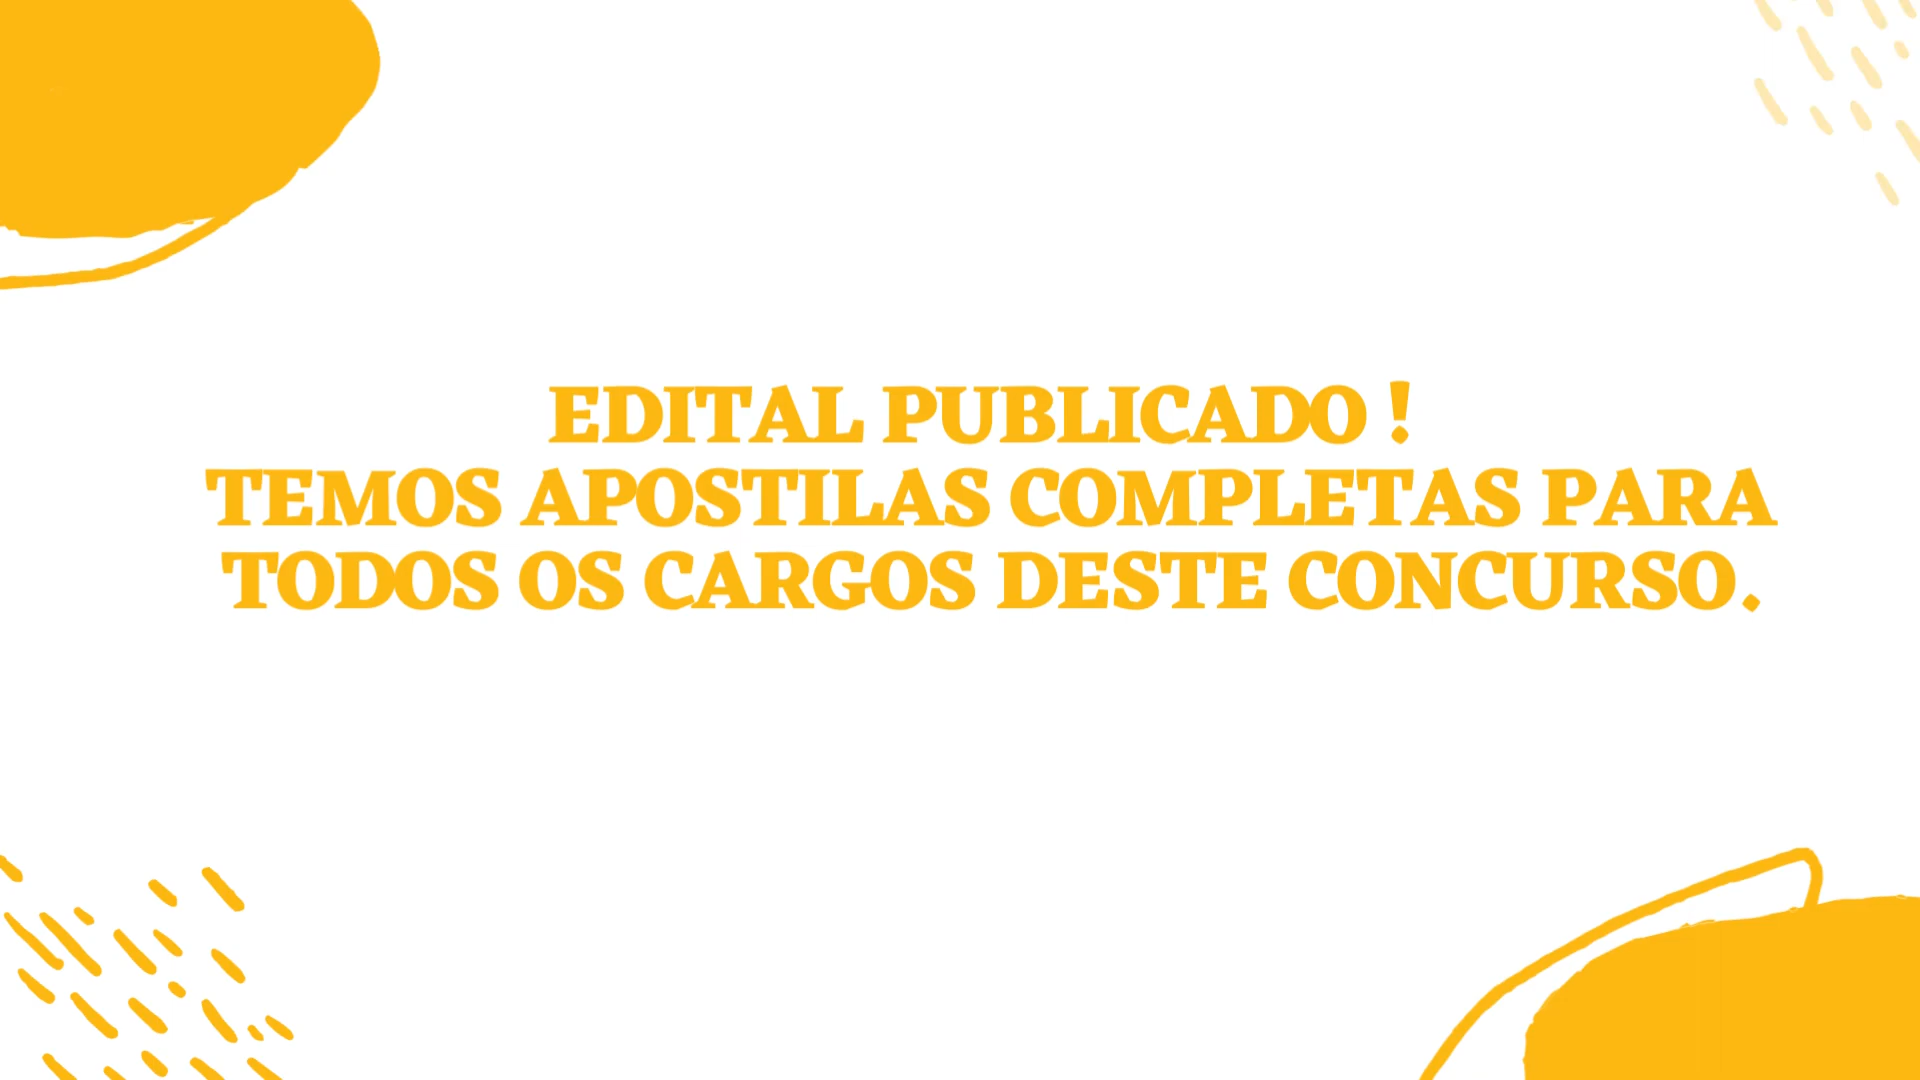 EDITAL PUBLICADO !
TEMOS APOSTILAS COMPLETAS PARA
TODOS OS CARGOS DESTE CONCURSO.